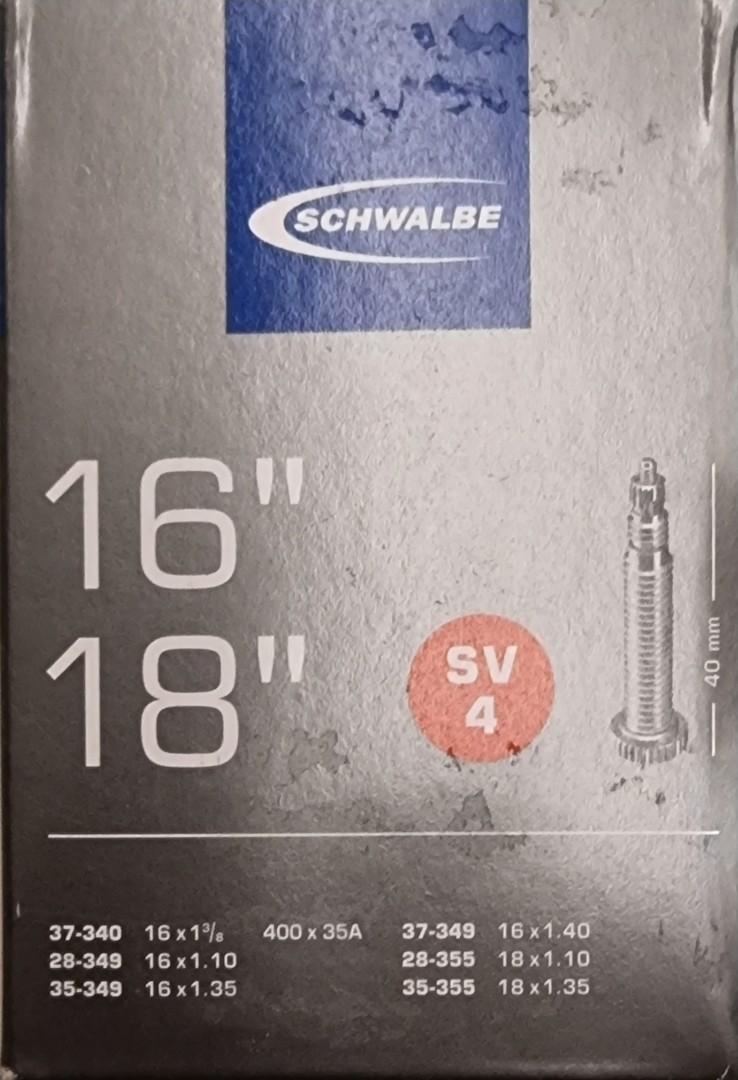 SCHWALBE
16"
18"
SV
4
40 mm
37-340 16 x 1³/₈ 400 x 35A
28-349 16 x 1.10
35-349 16 x 1.35
37-349 16 x 1.40
28-355 18 x 1.10
35-355 18 x 1.35